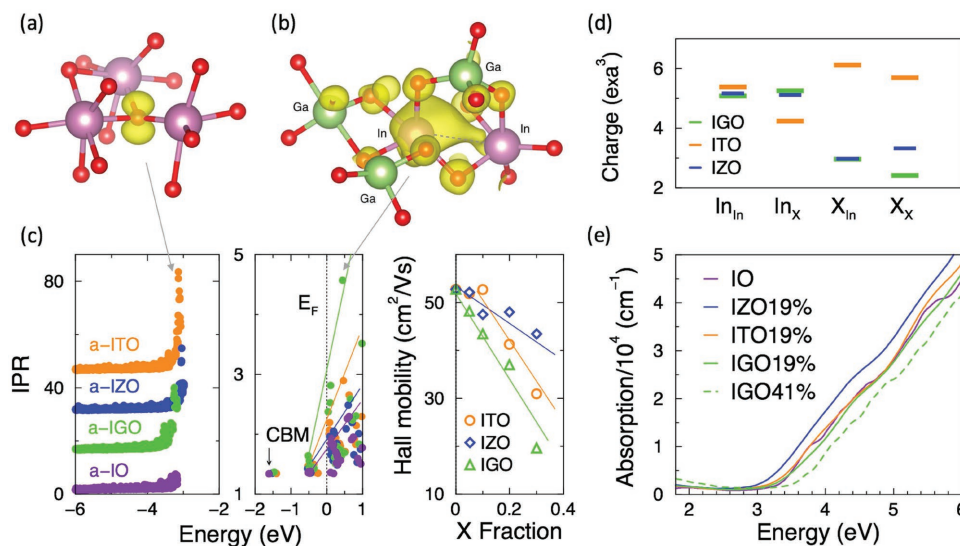 (a)
(b)
Ga
Ga
In
In
Ga
(c)
IPR
80
40
0
a-ITO
a-IZO
a-IGO
a-IO
−6 −4 −2
5
3
1
E_F
CBM
−2 −1 0 1
Energy (eV)
Hall mobility (cm²/Vs)
50
30
10
ITO
IZO
IGO
0 0.2 0.4
X Fraction
(d)
Charge (exa³)
6
4
2
IGO
ITO
IZO
In_In In_X X_In X_X
(e)
Absorption/10⁴ (cm⁻¹)
5
4
3
2
1
0
IO
IZO19%
ITO19%
IGO19%
IGO41%
2 3 4 5 6
Energy (eV)